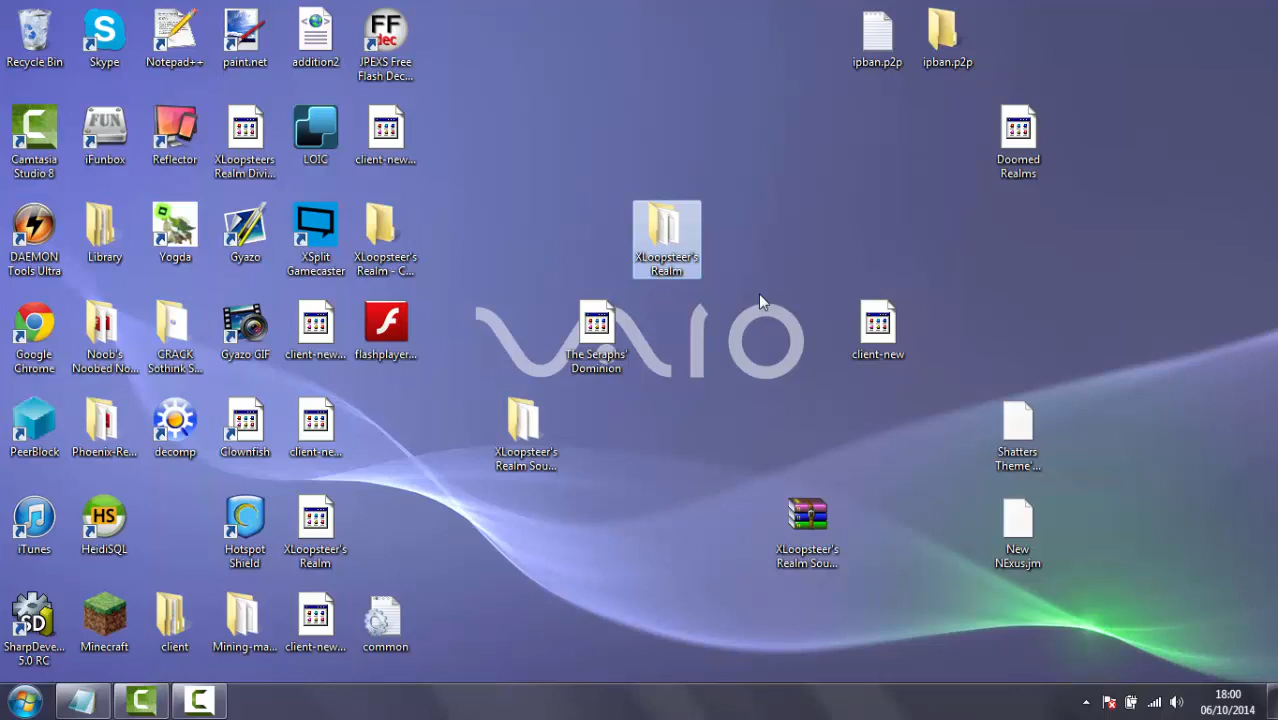 Recycle Bin
Skype
Notepad++
paint.net
addition2
JPEXS Free
Flash Dec...
ipban.p2p
ipban.p2p
Camtasia
Studio 8
iFunbox
Reflector
XLoopsteers
Realm Divi...
LOIC
client-new...
Doomed
Realms
DAEMON
Tools Ultra
Library
Yogda
Gyazo
XSplit
Gamecaster
XLoopsteer's
Realm - C...
XLoopsteer's
Realm
Google
Chrome
Noob's
Noobed No...
CRACK
Sothink S...
Gyazo GIF
client-new...
flashplayer...
The Seraphs'
Dominion
VAIO
client-new
PeerBlock
Phoenix-Re...
decomp
Clownfish
client-ne...
XLoopsteer's
Realm Sou...
Shatters
Theme ...
iTunes
HeidiSQL
Hotspot
Shield
XLoopsteer's
Realm
XLoopsteer's
Realm Sou...
New
NExus.jm
SharpDeve...
5.0 RC
Minecraft
client
Mining-ma...
client-new...
common
18:00
06/10/2014
FF
dec
FUN
HS
SD